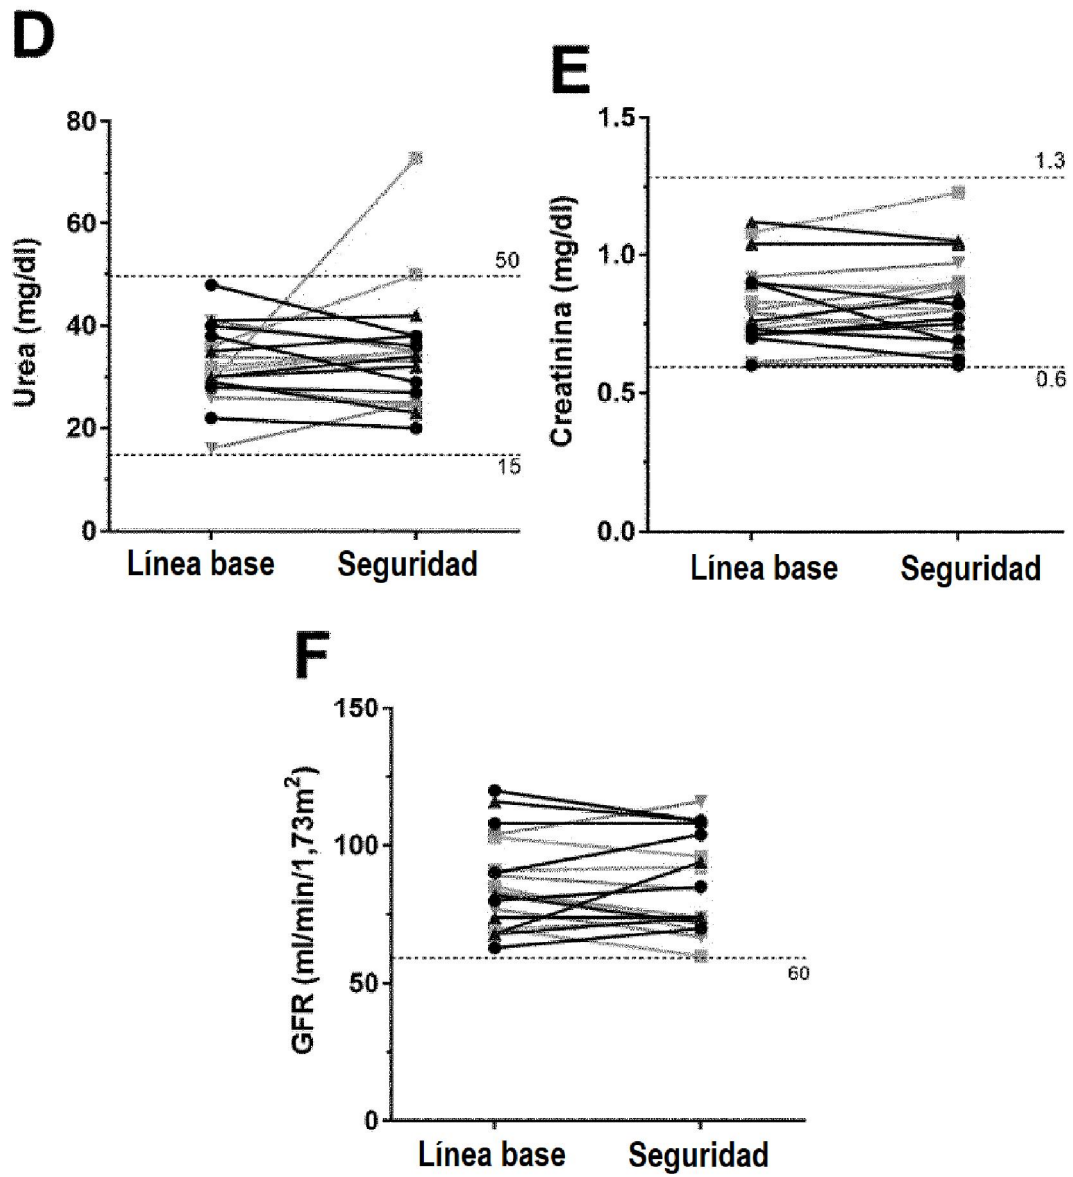 D
Urea (mg/dl)
80
60
40
20
0
50
15
Línea base
Seguridad
E
Creatinina (mg/dl)
1.5
1.0
0.5
0.0
1.3
0.6
Línea base
Seguridad
F
GFR (ml/min/1,73m²)
150
100
50
0
60
Línea base
Seguridad